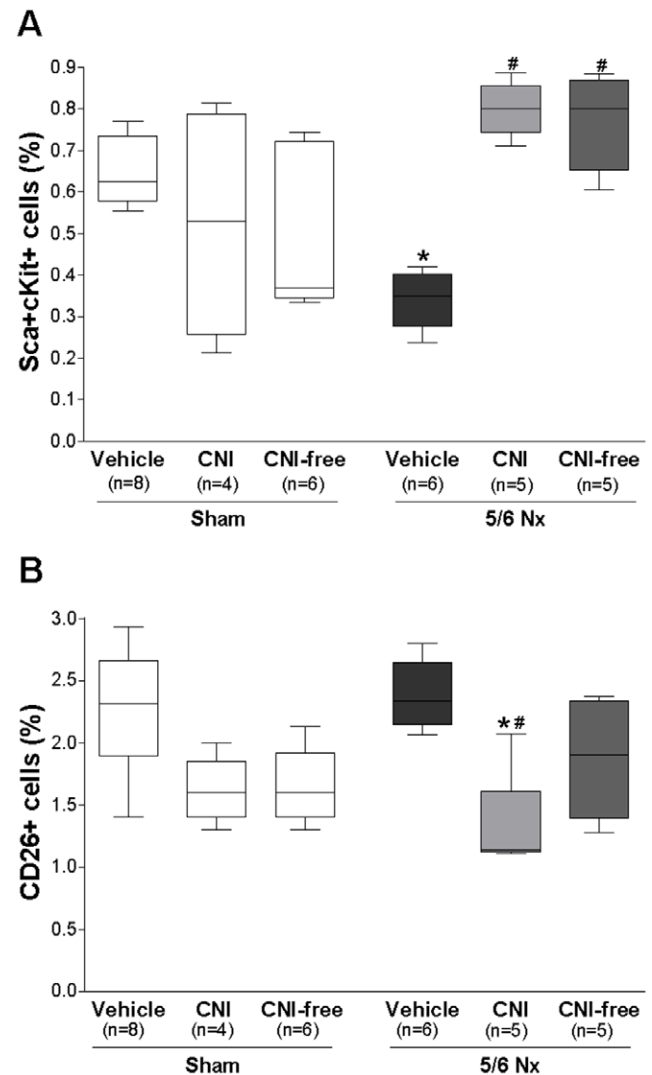 A
Sca+cKit+ cells (%)
0.9
0.8
0.7
0.6
0.5
0.4
0.3
0.2
0.1
0.0
# #
*
Vehicle CNI CNI-free Vehicle CNI CNI-free
(n=8) (n=4) (n=6) (n=6) (n=5) (n=5)
Sham 5/6 Nx
B
CD26+ cells (%)
3.0
2.5
2.0
1.5
1.0
0.5
0.0
*#
Vehicle CNI CNI-free Vehicle CNI CNI-free
(n=8) (n=4) (n=6) (n=6) (n=5) (n=5)
Sham 5/6 Nx